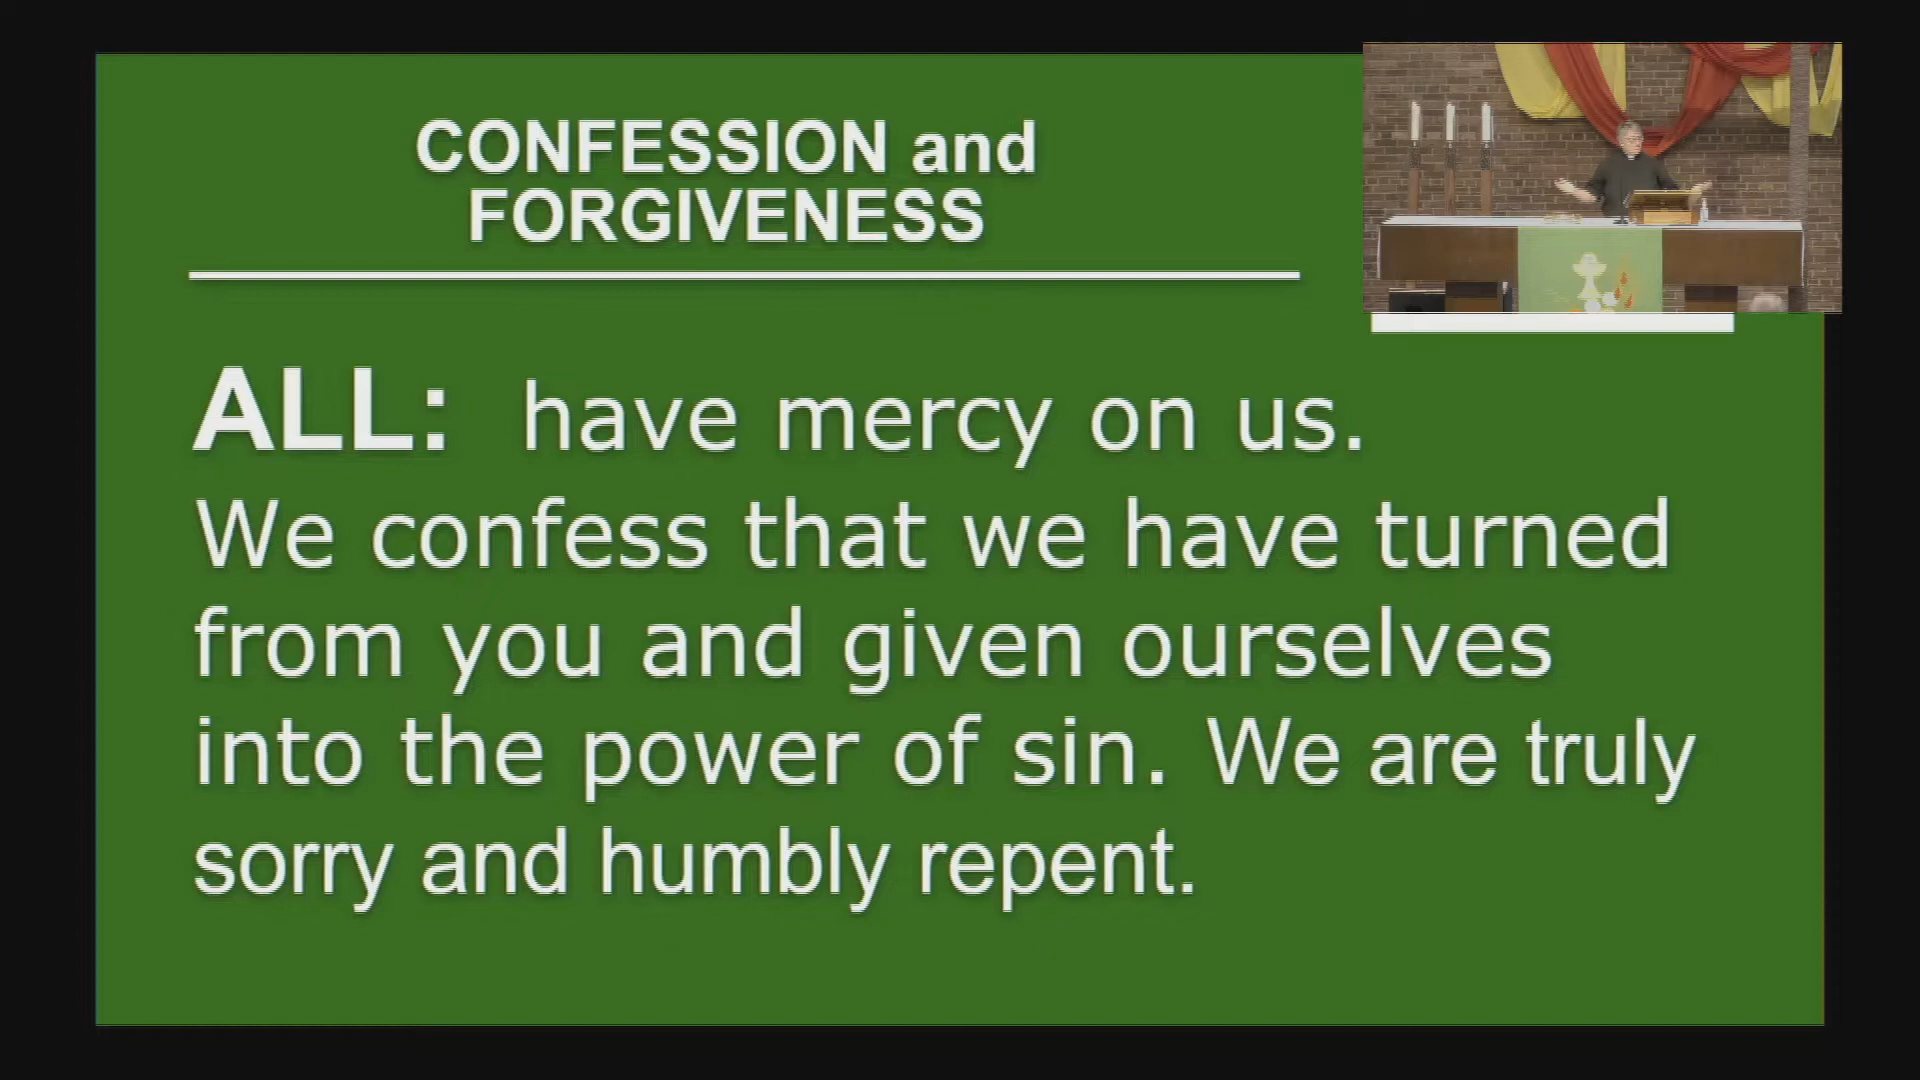 CONFESSION and
FORGIVENESS
ALL: have mercy on us.
We confess that we have turned
from you and given ourselves
into the power of sin. We are truly
sorry and humbly repent.